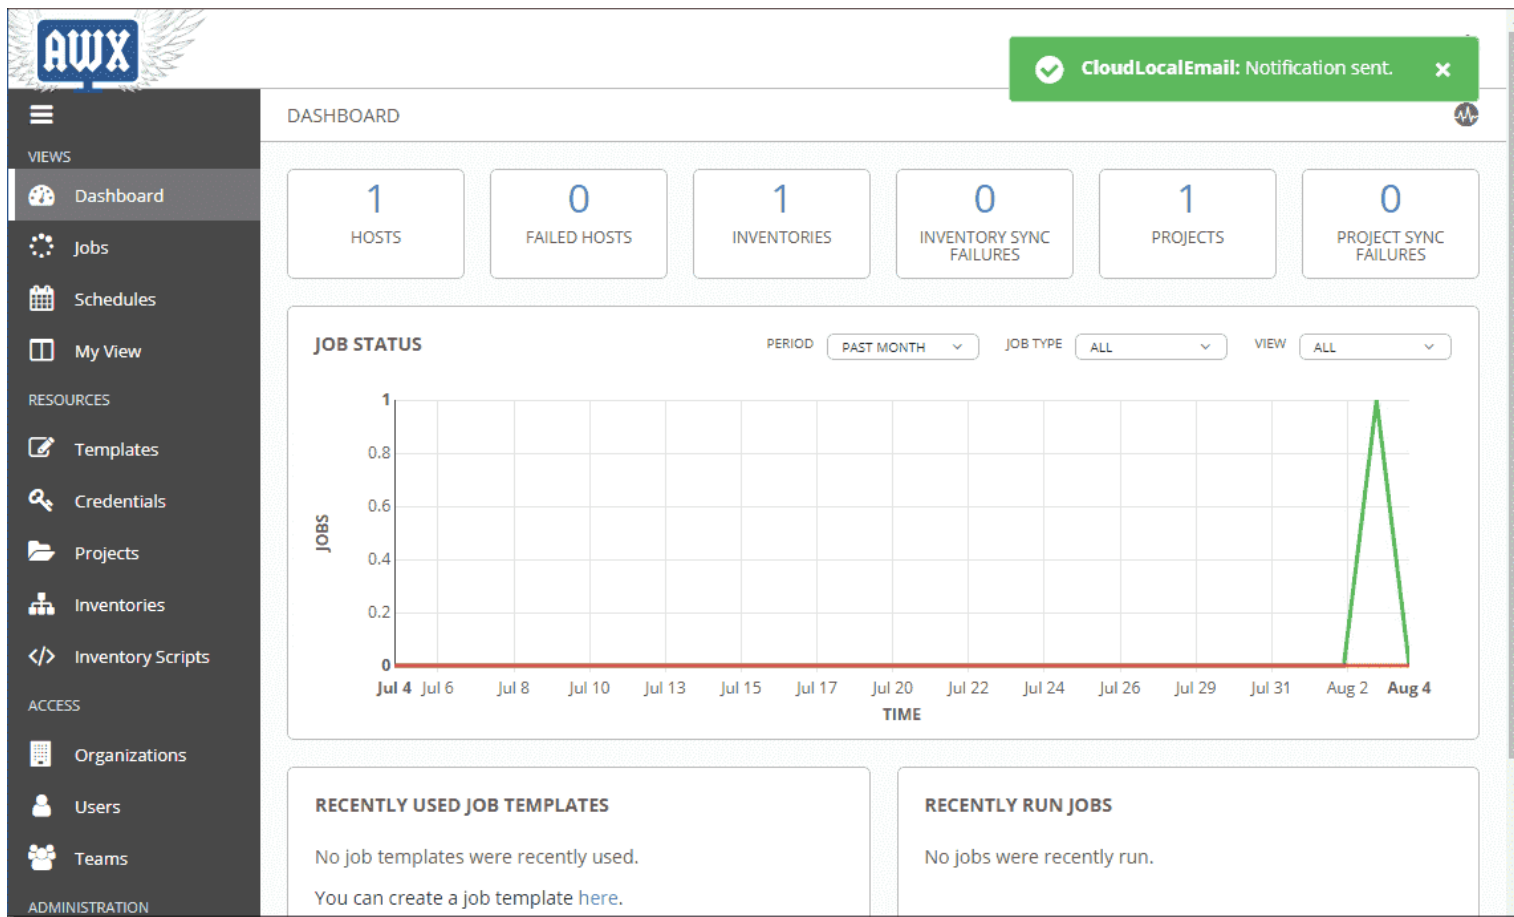 AWX
CloudLocalEmail: Notification sent.
DASHBOARD
VIEWS
Dashboard
Jobs
Schedules
My View
RESOURCES
Templates
Credentials
Projects
Inventories
Inventory Scripts
ACCESS
Organizations
Users
Teams
ADMINISTRATION
1
HOSTS
0
FAILED HOSTS
1
INVENTORIES
0
INVENTORY SYNC
FAILURES
1
PROJECTS
0
PROJECT SYNC
FAILURES
JOB STATUS
PERIOD PAST MONTH JOB TYPE ALL VIEW ALL
1
0.8
0.6
0.4
0.2
0
JOBS
Jul 4 Jul 6 Jul 8 Jul 10 Jul 13 Jul 15 Jul 17 Jul 20 Jul 22 Jul 24 Jul 26 Jul 29 Jul 31 Aug 2 Aug 4
TIME
RECENTLY USED JOB TEMPLATES
No job templates were recently used.
You can create a job template here.
RECENTLY RUN JOBS
No jobs were recently run.